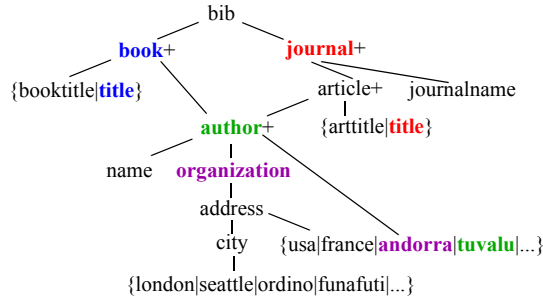 bib
book+ journal+
{booktitle|title} article+ journalname
author+ {arttitle|title}
name organization
address
city {usa|france|andorra|tuvalu|...}
{london|seattle|ordino|funafuti|...}